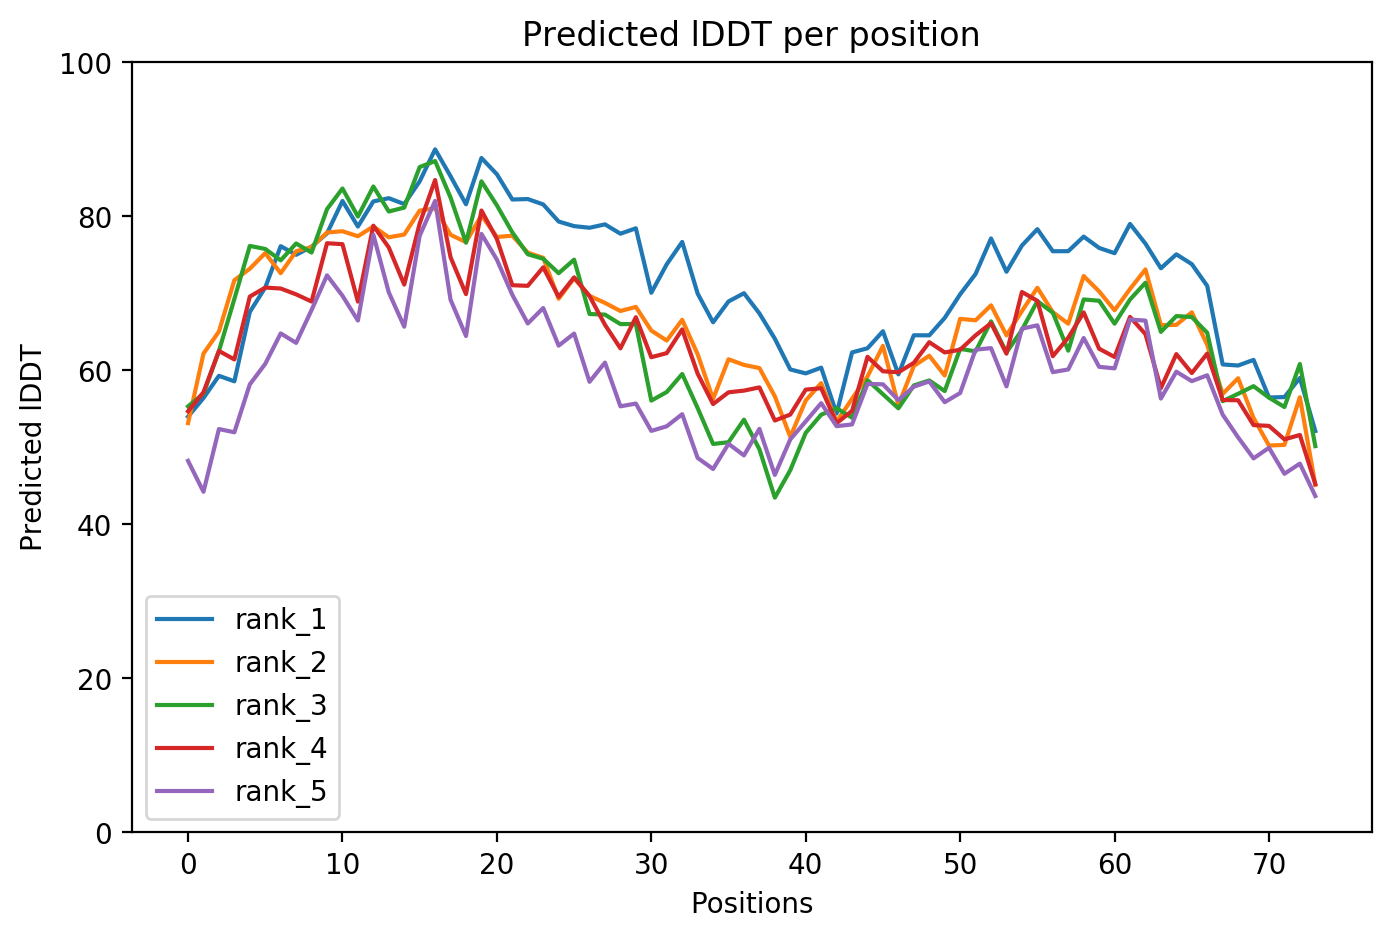 Predicted lDDT per position
100
80
60
40
20
0
Predicted lDDT
rank_1
rank_2
rank_3
rank_4
rank_5
0 10 20 30 40 50 60 70
Positions